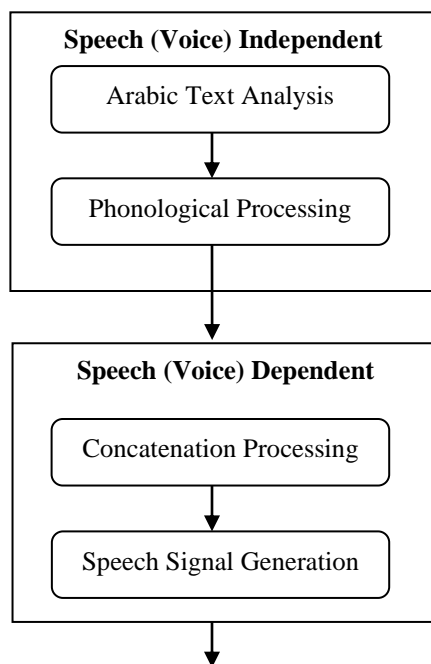 Speech (Voice) Independent
Arabic Text Analysis
Phonological Processing
Speech (Voice) Dependent
Concatenation Processing
Speech Signal Generation